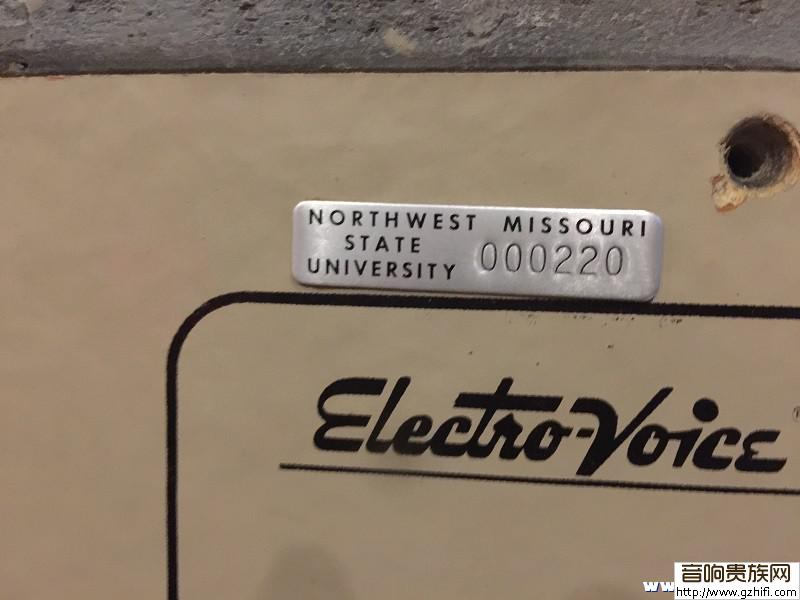 NORTHWEST MISSOURI
STATE
UNIVERSITY 000220
Electro-Voice
音响贵族网
http://www.gzhifi.com